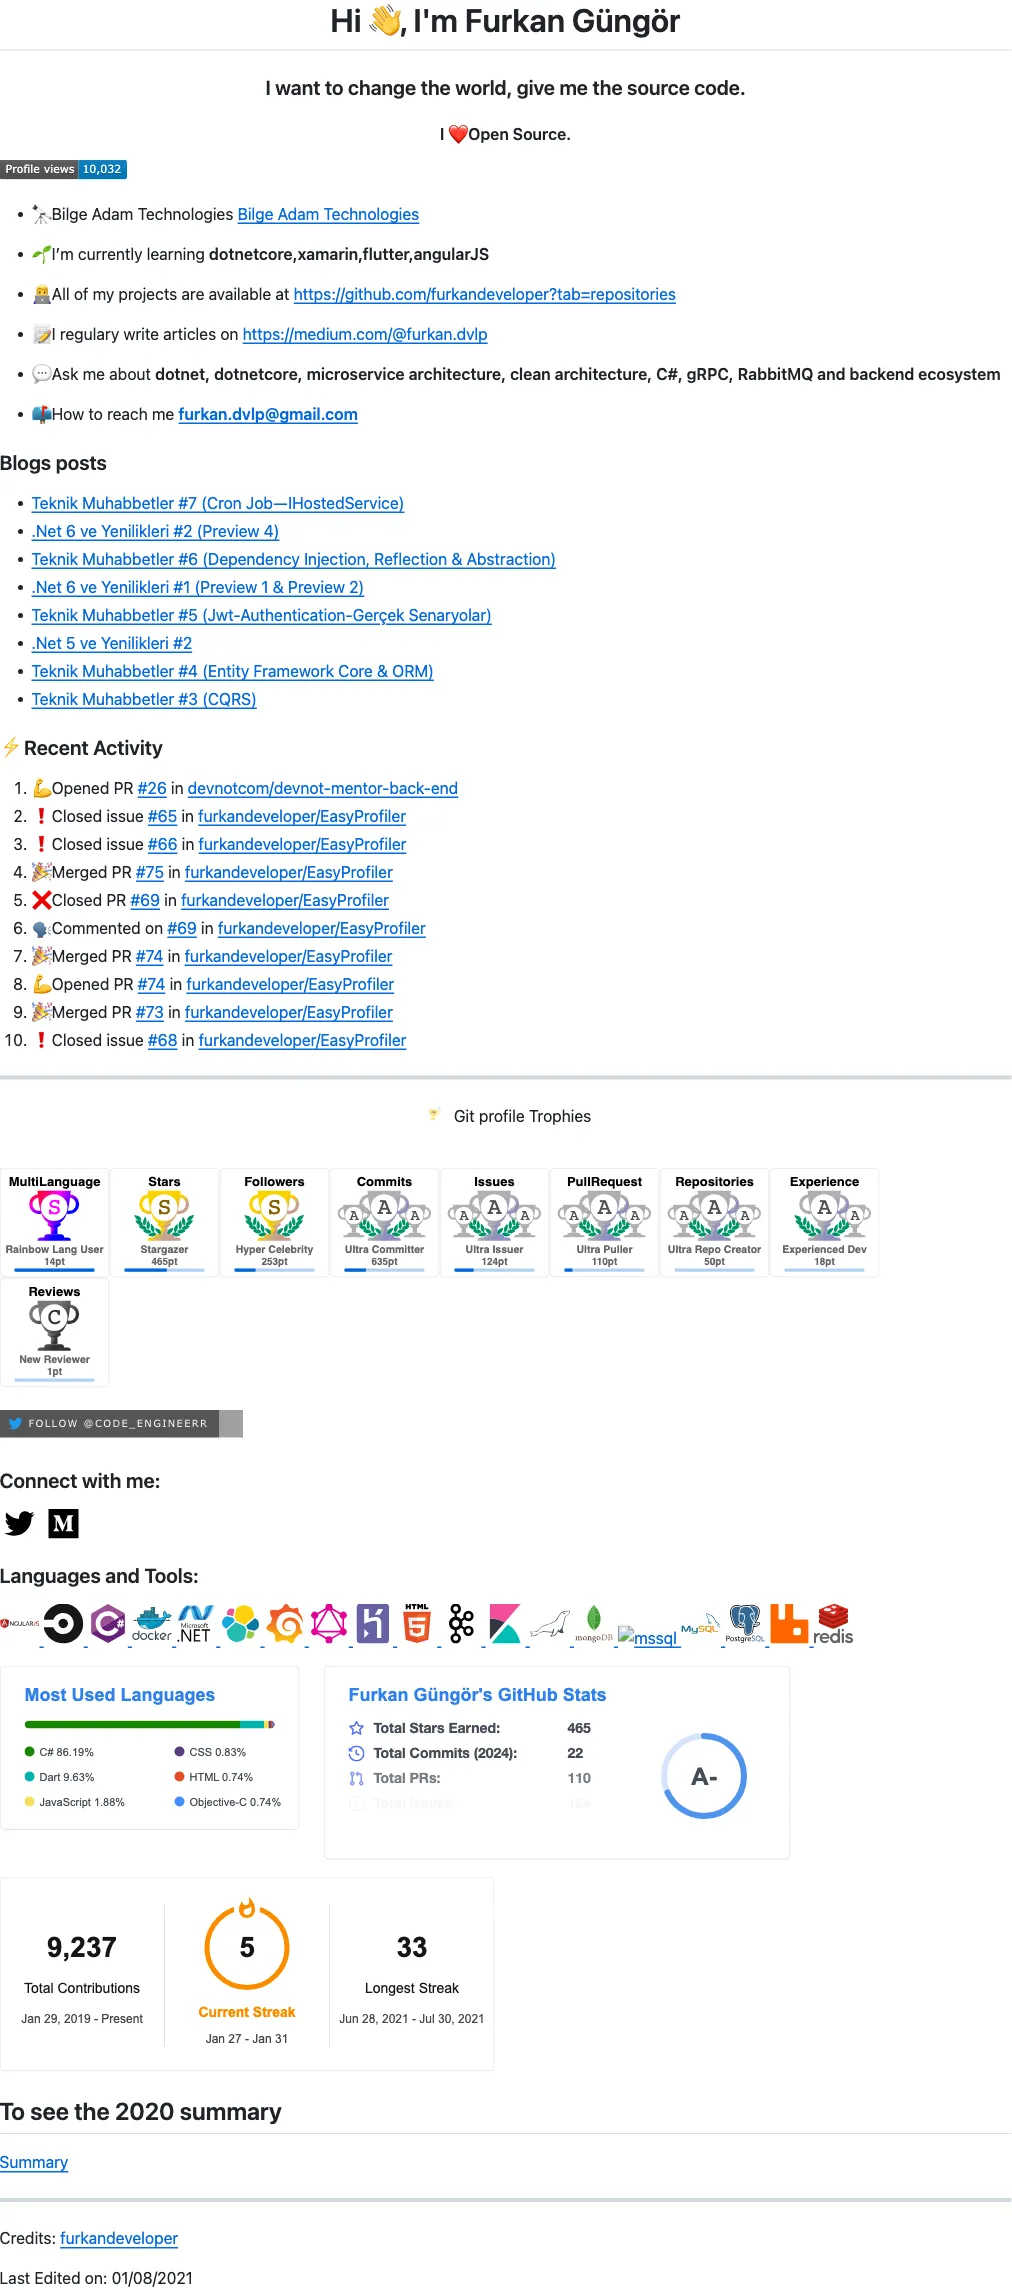 Hi 👋, I'm Furkan Güngör
I want to change the world, give me the source code.
I ❤️Open Source.
Profile views 10,032
🔭Bilge Adam Technologies Bilge Adam Technologies
🌱I'm currently learning dotnetcore,xamarin,flutter,angularJS
👨‍💻All of my projects are available at https://github.com/furkandeveloper?tab=repositories
📝I regulary write articles on https://medium.com/@furkan.dvlp
💬Ask me about dotnet, dotnetcore, microservice architecture, clean architecture, C#, gRPC, RabbitMQ and backend ecosystem
📫How to reach me furkan.dvlp@gmail.com
Blogs posts
Teknik Muhabbetler #7 (Cron Job—IHostedService)
.Net 6 ve Yenilikleri #2 (Preview 4)
Teknik Muhabbetler #6 (Dependency Injection, Reflection & Abstraction)
.Net 6 ve Yenilikleri #1 (Preview 1 & Preview 2)
Teknik Muhabbetler #5 (Jwt-Authentication-Gerçek Senaryolar)
.Net 5 ve Yenilikleri #2
Teknik Muhabbetler #4 (Entity Framework Core & ORM)
Teknik Muhabbetler #3 (CQRS)
⚡ Recent Activity
1. 💪Opened PR #26 in devnotcom/devnot-mentor-back-end
2. ❗ Closed issue #65 in furkandeveloper/EasyProfiler
3. ❗ Closed issue #66 in furkandeveloper/EasyProfiler
4. 🎉Merged PR #75 in furkandeveloper/EasyProfiler
5. ❌Closed PR #69 in furkandeveloper/EasyProfiler
6. 🗣Commented on #69 in furkandeveloper/EasyProfiler
7. 🎉Merged PR #74 in furkandeveloper/EasyProfiler
8. 💪Opened PR #74 in furkandeveloper/EasyProfiler
9. 🎉Merged PR #73 in furkandeveloper/EasyProfiler
10. ❗ Closed issue #68 in furkandeveloper/EasyProfiler
Git profile Trophies
MultiLanguage Stars Followers Commits Issues PullRequest Repositories Experience
S S S A A A A A A A A A A A A A A A A A
Rainbow Lang User Stargazer Hyper Celebrity Ultra Committer Ultra Issuer Ultra Puller Ultra Repo Creator Experienced Dev
14pt 465pt 253pt 635pt 124pt 110pt 50pt 18pt
Reviews
C
New Reviewer
1pt
FOLLOW @CODE_ENGINEERR
Connect with me:
M
Languages and Tools:
ANGULARJS C# docker Microsoft .NET HTML 5 mongoDB mssql MySQL PostgreSQL redis
Most Used Languages
C# 86.19% CSS 0.83%
Dart 9.63% HTML 0.74%
JavaScript 1.88% Objective-C 0.74%
Furkan Güngör's GitHub Stats
Total Stars Earned: 465
Total Commits (2024): 22
Total PRs: 110
Total Issues: 124
A-
9,237 5 33
Total Contributions Longest Streak
Current Streak
Jan 29, 2019 - Present Jun 28, 2021 - Jul 30, 2021
Jan 27 - Jan 31
To see the 2020 summary
Summary
Credits: furkandeveloper
Last Edited on: 01/08/2021